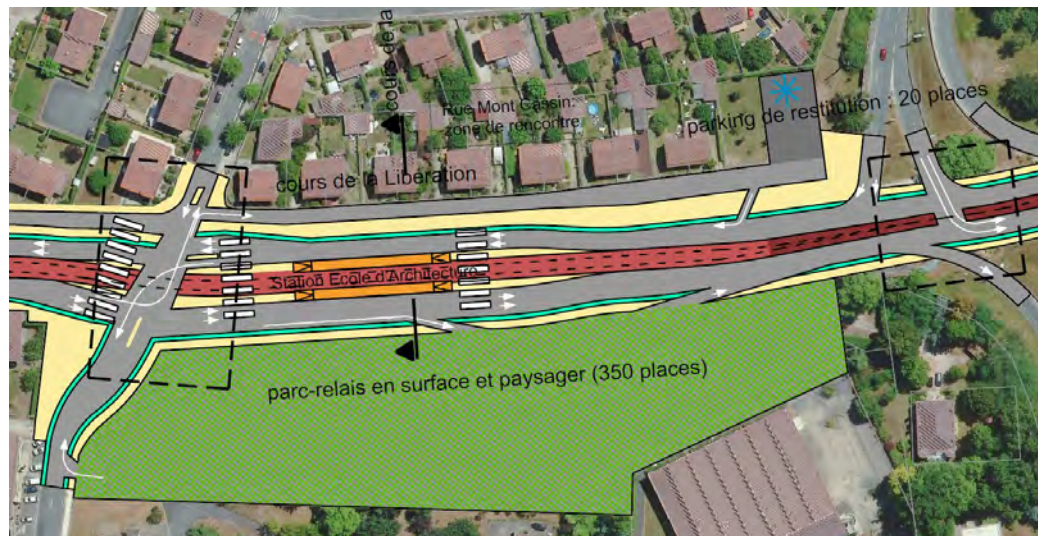 cours de la
Rue Mont Cassin:
zone de rencontre
parking de restitution : 20 places
cours de la Libération
Station Ecole d'Architecture
parc-relais en surface et paysager (350 places)